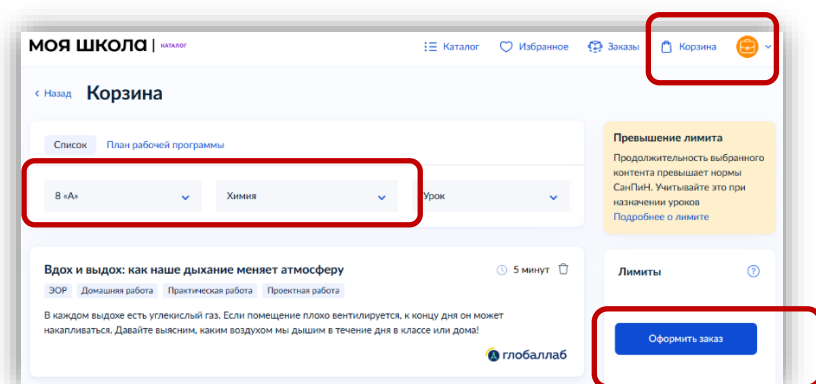 МОЯ ШКОЛА | КАТАЛОГ
Каталог
Избранное
Заказы
Корзина
‹ Назад
Корзина
Список
План рабочей программы
8 «А»
Химия
Урок
Превышение лимита
Продолжительность выбранного
контента превышает нормы
СанПиН. Учитывайте это при
назначении уроков
Подробнее о лимите
Вдох и выдох: как наше дыхание меняет атмосферу
5 минут
ЭОР
Домашняя работа
Практическая работа
Проектная работа
В каждом выдохе есть углекислый газ. Если помещение плохо вентилируется, к концу дня он может
накапливаться. Давайте выясним, каким воздухом мы дышим в течение дня в классе или дома!
глобаллаб
Лимиты
?
Оформить заказ